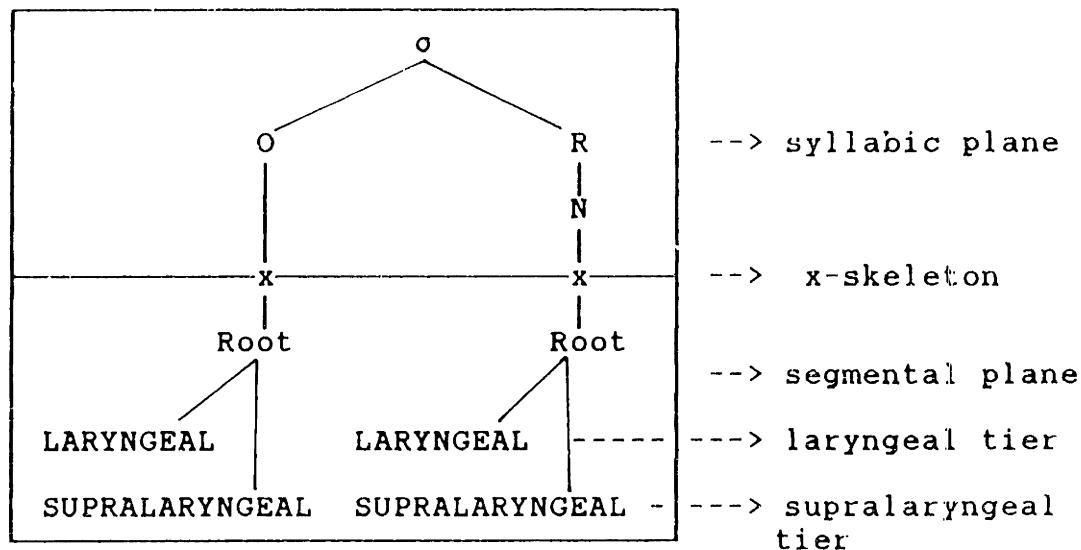 σ
O R --> syllabic plane
N
x x --> x-skeleton
Root Root
--> segmental plane
LARYNGEAL LARYNGEAL ----- ---> laryngeal tier
SUPRALARYNGEAL SUPRALARYNGEAL - ---> supralaryngeal
tier